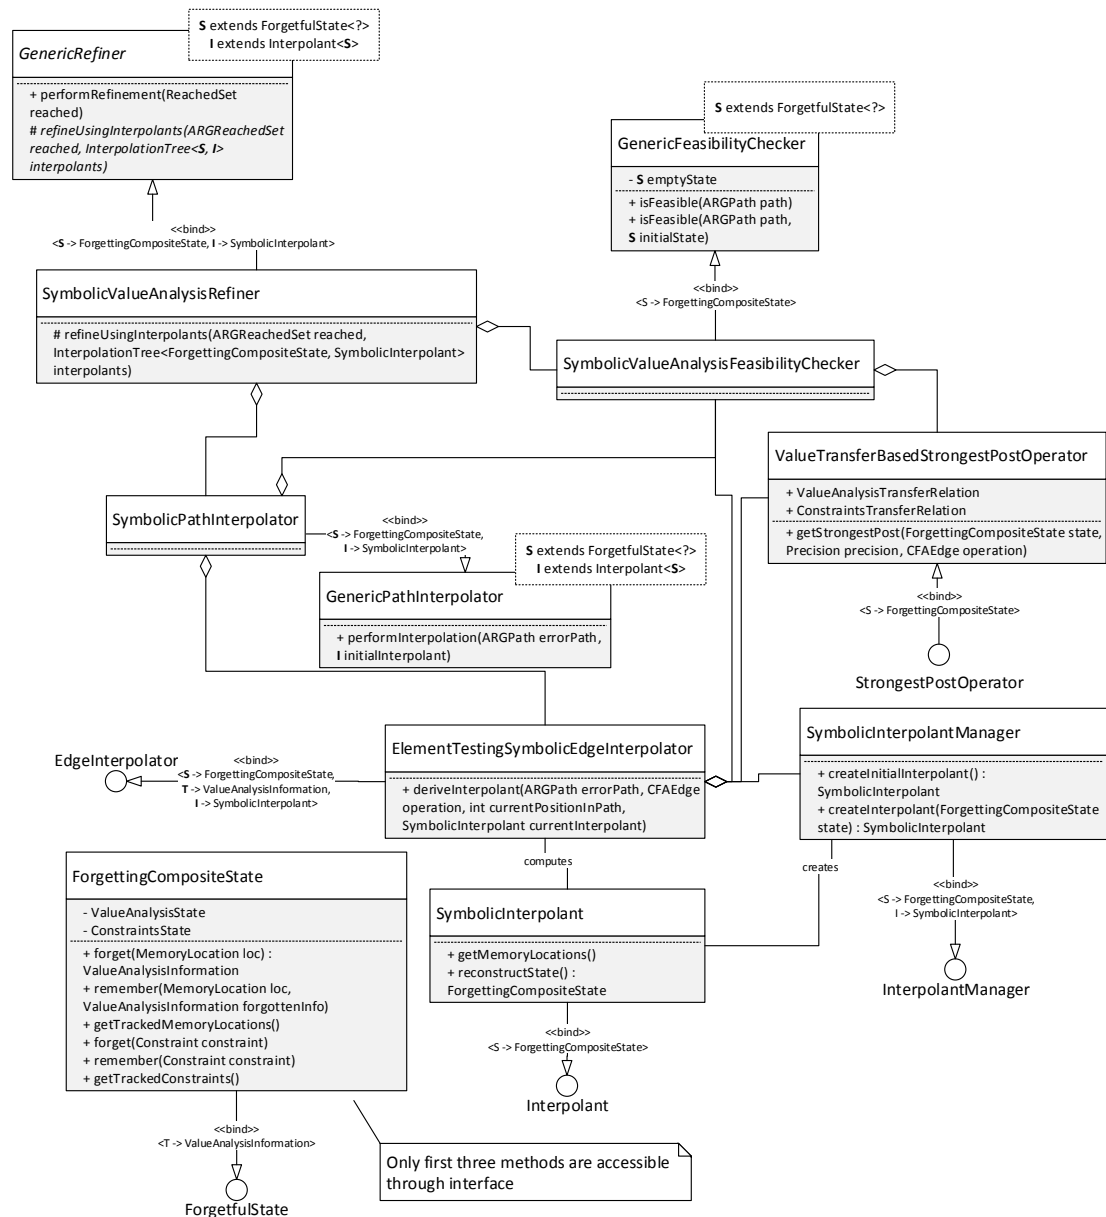 S extends ForgetfulState<?>
I extends Interpolant<S>
GenericRefiner
+ performRefinement(ReachedSet
reached)
# refineUsingInterpolants(ARGReachedSet
reached, InterpolationTree<S, I>
interpolants)
<<bind>>
<S -> ForgettingCompositeState, I -> SymbolicInterpolant>
S extends ForgetfulState<?>
GenericFeasibilityChecker
- S emptyState
+ isFeasible(ARGPath path)
+ isFeasible(ARGPath path,
S initialState)
<<bind>>
<S -> ForgettingCompositeState>
SymbolicValueAnalysisRefiner
# refineUsingInterpolants(ARGReachedSet reached,
InterpolationTree<ForgettingCompositeState, SymbolicInterpolant>
interpolants)
SymbolicValueAnalysisFeasibilityChecker
ValueTransferBasedStrongestPostOperator
+ ValueAnalysisTransferRelation
+ ConstraintsTransferRelation
+ getStrongestPost(ForgettingCompositeState state,
Precision precision, CFAEdge operation)
<<bind>>
<S -> ForgettingCompositeState>
StrongestPostOperator
SymbolicPathInterpolator
<<bind>>
<S -> ForgettingCompositeState,
I -> SymbolicInterpolant>
S extends ForgetfulState<?>
I extends Interpolant<S>
GenericPathInterpolator
+ performInterpolation(ARGPath errorPath,
I initialInterpolant)
EdgeInterpolator
<<bind>>
<S -> ForgettingCompositeState,
T -> ValueAnalysisInformation,
I -> SymbolicInterpolant>
ElementTestingSymbolicEdgeInterpolator
+ deriveInterpolant(ARGPath errorPath, CFAEdge
operation, int currentPositionInPath,
SymbolicInterpolant currentInterpolant)
SymbolicInterpolantManager
+ createInitialInterpolant() :
SymbolicInterpolant
+ createInterpolant(ForgettingCompositeState
state) : SymbolicInterpolant
computes
creates
<<bind>>
<S -> ForgettingCompositeState,
I -> SymbolicInterpolant>
InterpolantManager
ForgettingCompositeState
- ValueAnalysisState
- ConstraintsState
+ forget(MemoryLocation loc) :
ValueAnalysisInformation
+ remember(MemoryLocation loc,
ValueAnalysisInformation forgottenInfo)
+ getTrackedMemoryLocations()
+ forget(Constraint constraint)
+ remember(Constraint constraint)
+ getTrackedConstraints()
SymbolicInterpolant
+ getMemoryLocations()
+ reconstructState() :
ForgettingCompositeState
<<bind>>
<S -> ForgettingCompositeState>
Interpolant
<<bind>>
<T -> ValueAnalysisInformation>
ForgetfulState
Only first three methods are accessible
through interface